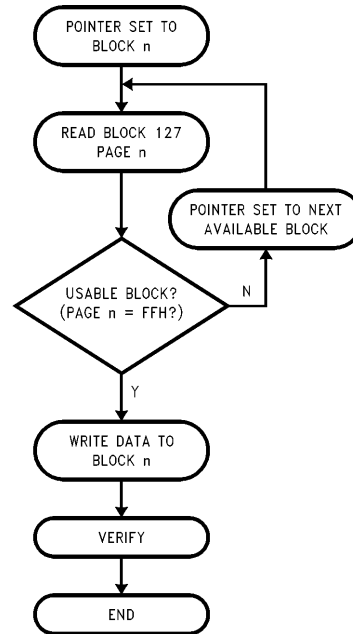 POINTER SET TO
BLOCK n
READ BLOCK 127
PAGE n
POINTER SET TO NEXT
AVAILABLE BLOCK
USABLE BLOCK?
(PAGE n = FFH?)
N
Y
WRITE DATA TO
BLOCK n
VERIFY
END